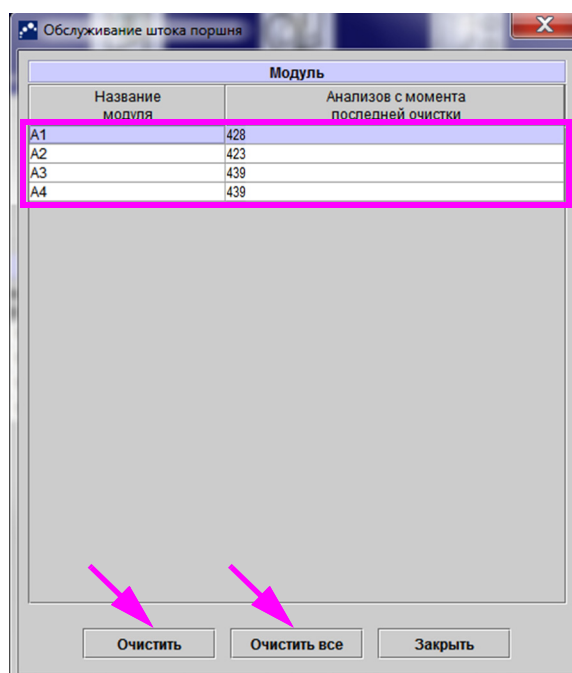 Обслуживание штока поршня
Модуль
Название
модуля
Анализов с момента
последней очистки
A1 428
A2 423
A3 439
A4 439
Очистить Очистить все Закрыть